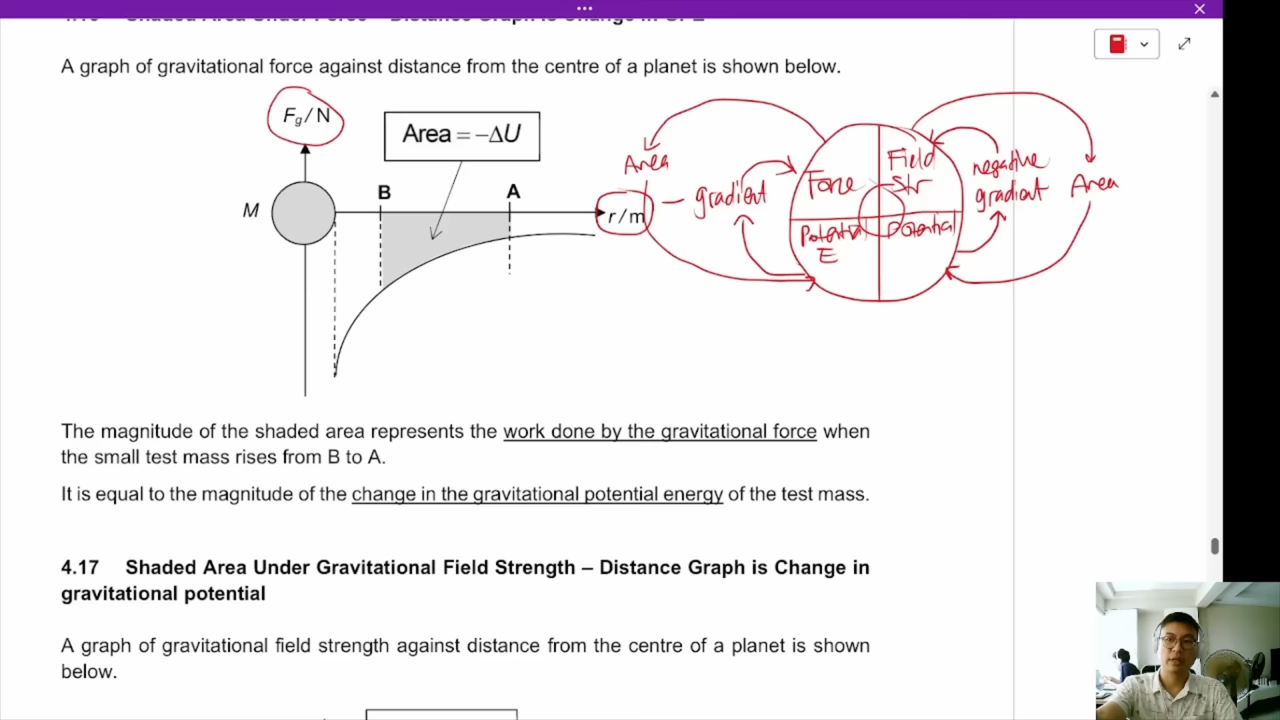 A graph of gravitational force against distance from the centre of a planet is shown below.
Fg/N
Area = −ΔU
M
B
A
r/m
Area
− gradient
Force
Field
Str
Potential
E
Potential
negative
gradient
Area
The magnitude of the shaded area represents the work done by the gravitational force when
the small test mass rises from B to A.
It is equal to the magnitude of the change in the gravitational potential energy of the test mass.
4.17 Shaded Area Under Gravitational Field Strength – Distance Graph is Change in
gravitational potential
A graph of gravitational field strength against distance from the centre of a planet is shown
below.